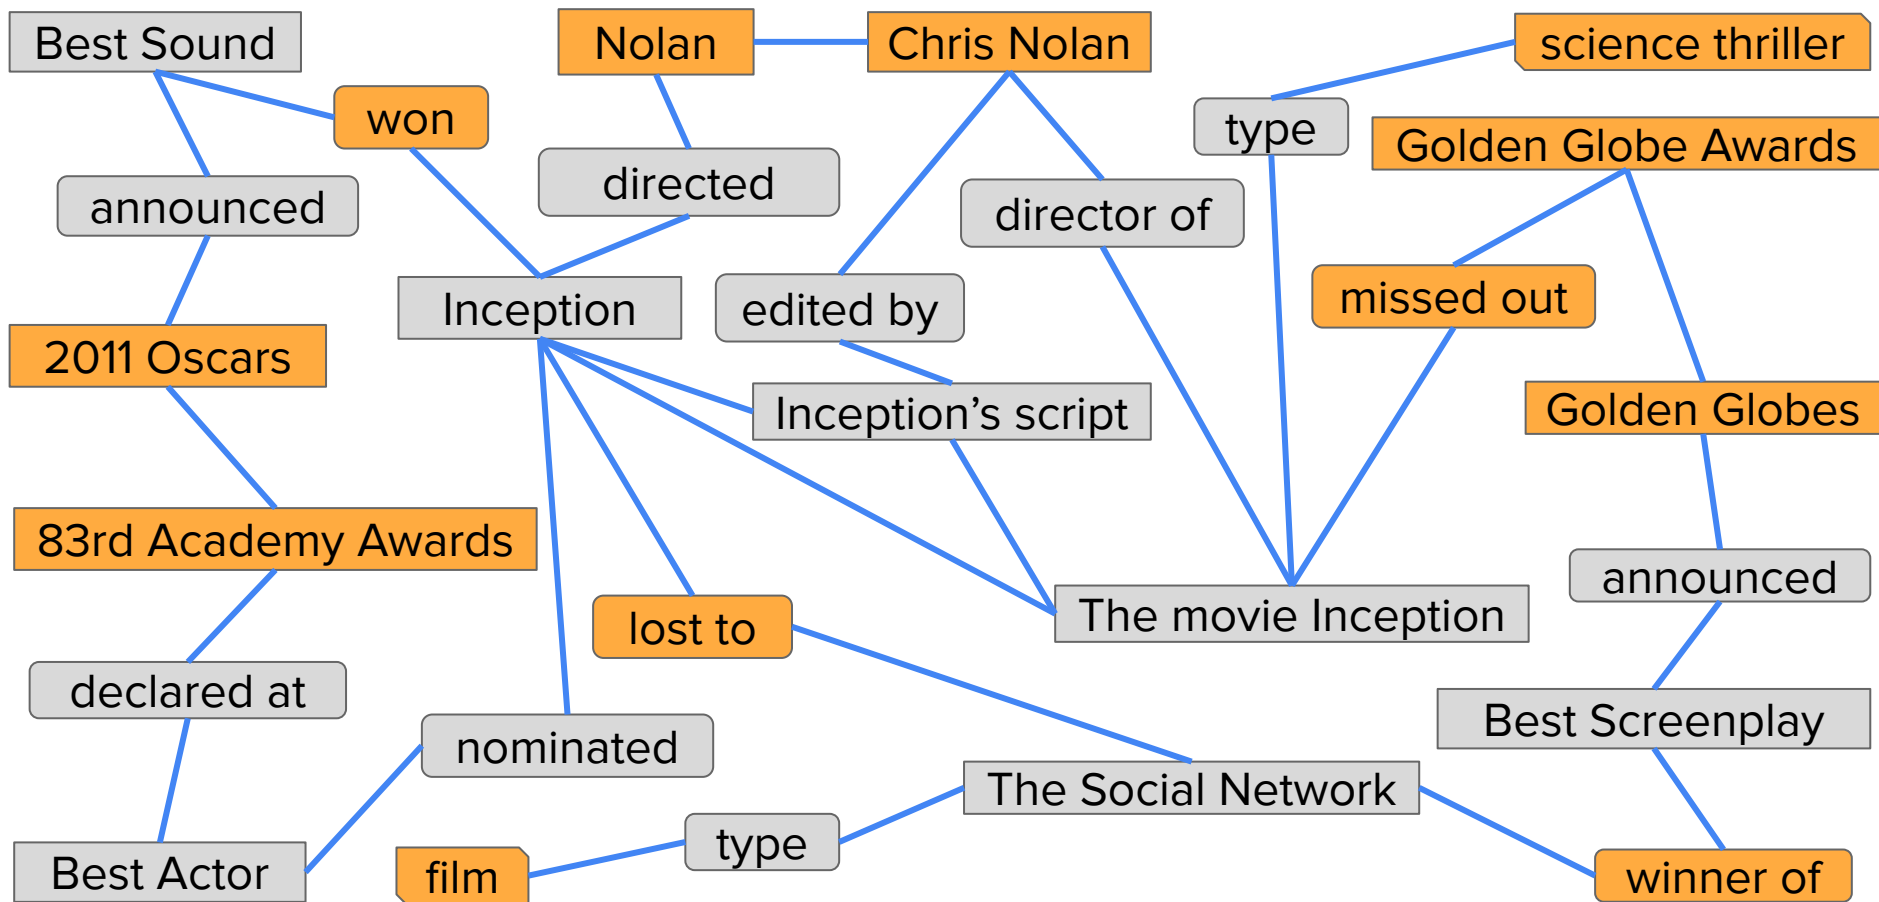 Best Sound
Nolan
Chris Nolan
science thriller
won
type
Golden Globe Awards
announced
directed
director of
Inception
edited by
missed out
2011 Oscars
Inception’s script
Golden Globes
83rd Academy Awards
announced
lost to
The movie Inception
declared at
nominated
Best Screenplay
The Social Network
Best Actor
film
type
winner of